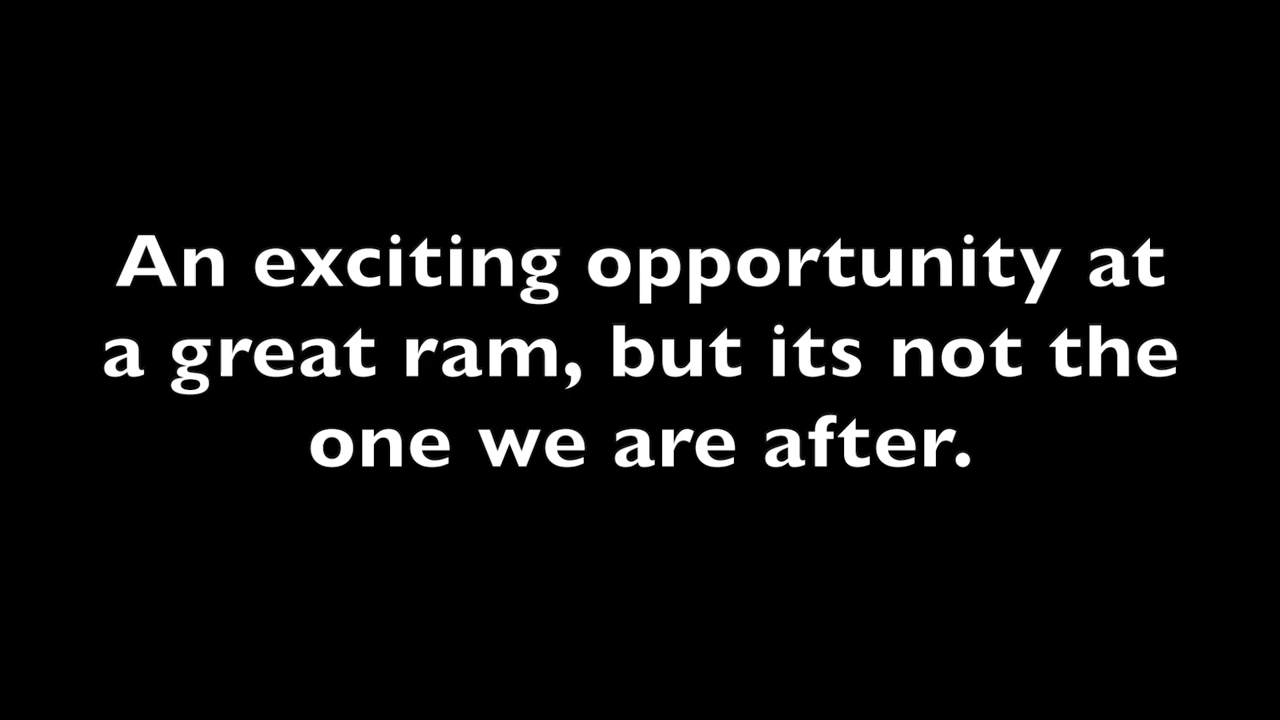 An exciting opportunity at
a great ram, but its not the
one we are after.